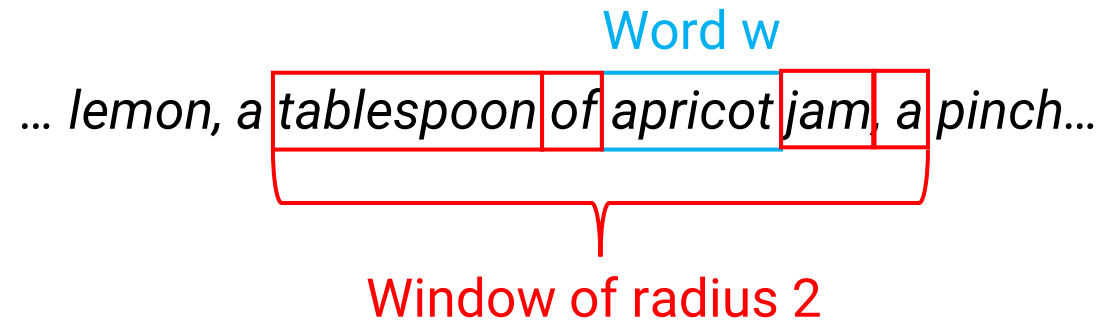 Word w
... lemon, a tablespoon of apricot jam, a pinch...
Window of radius 2